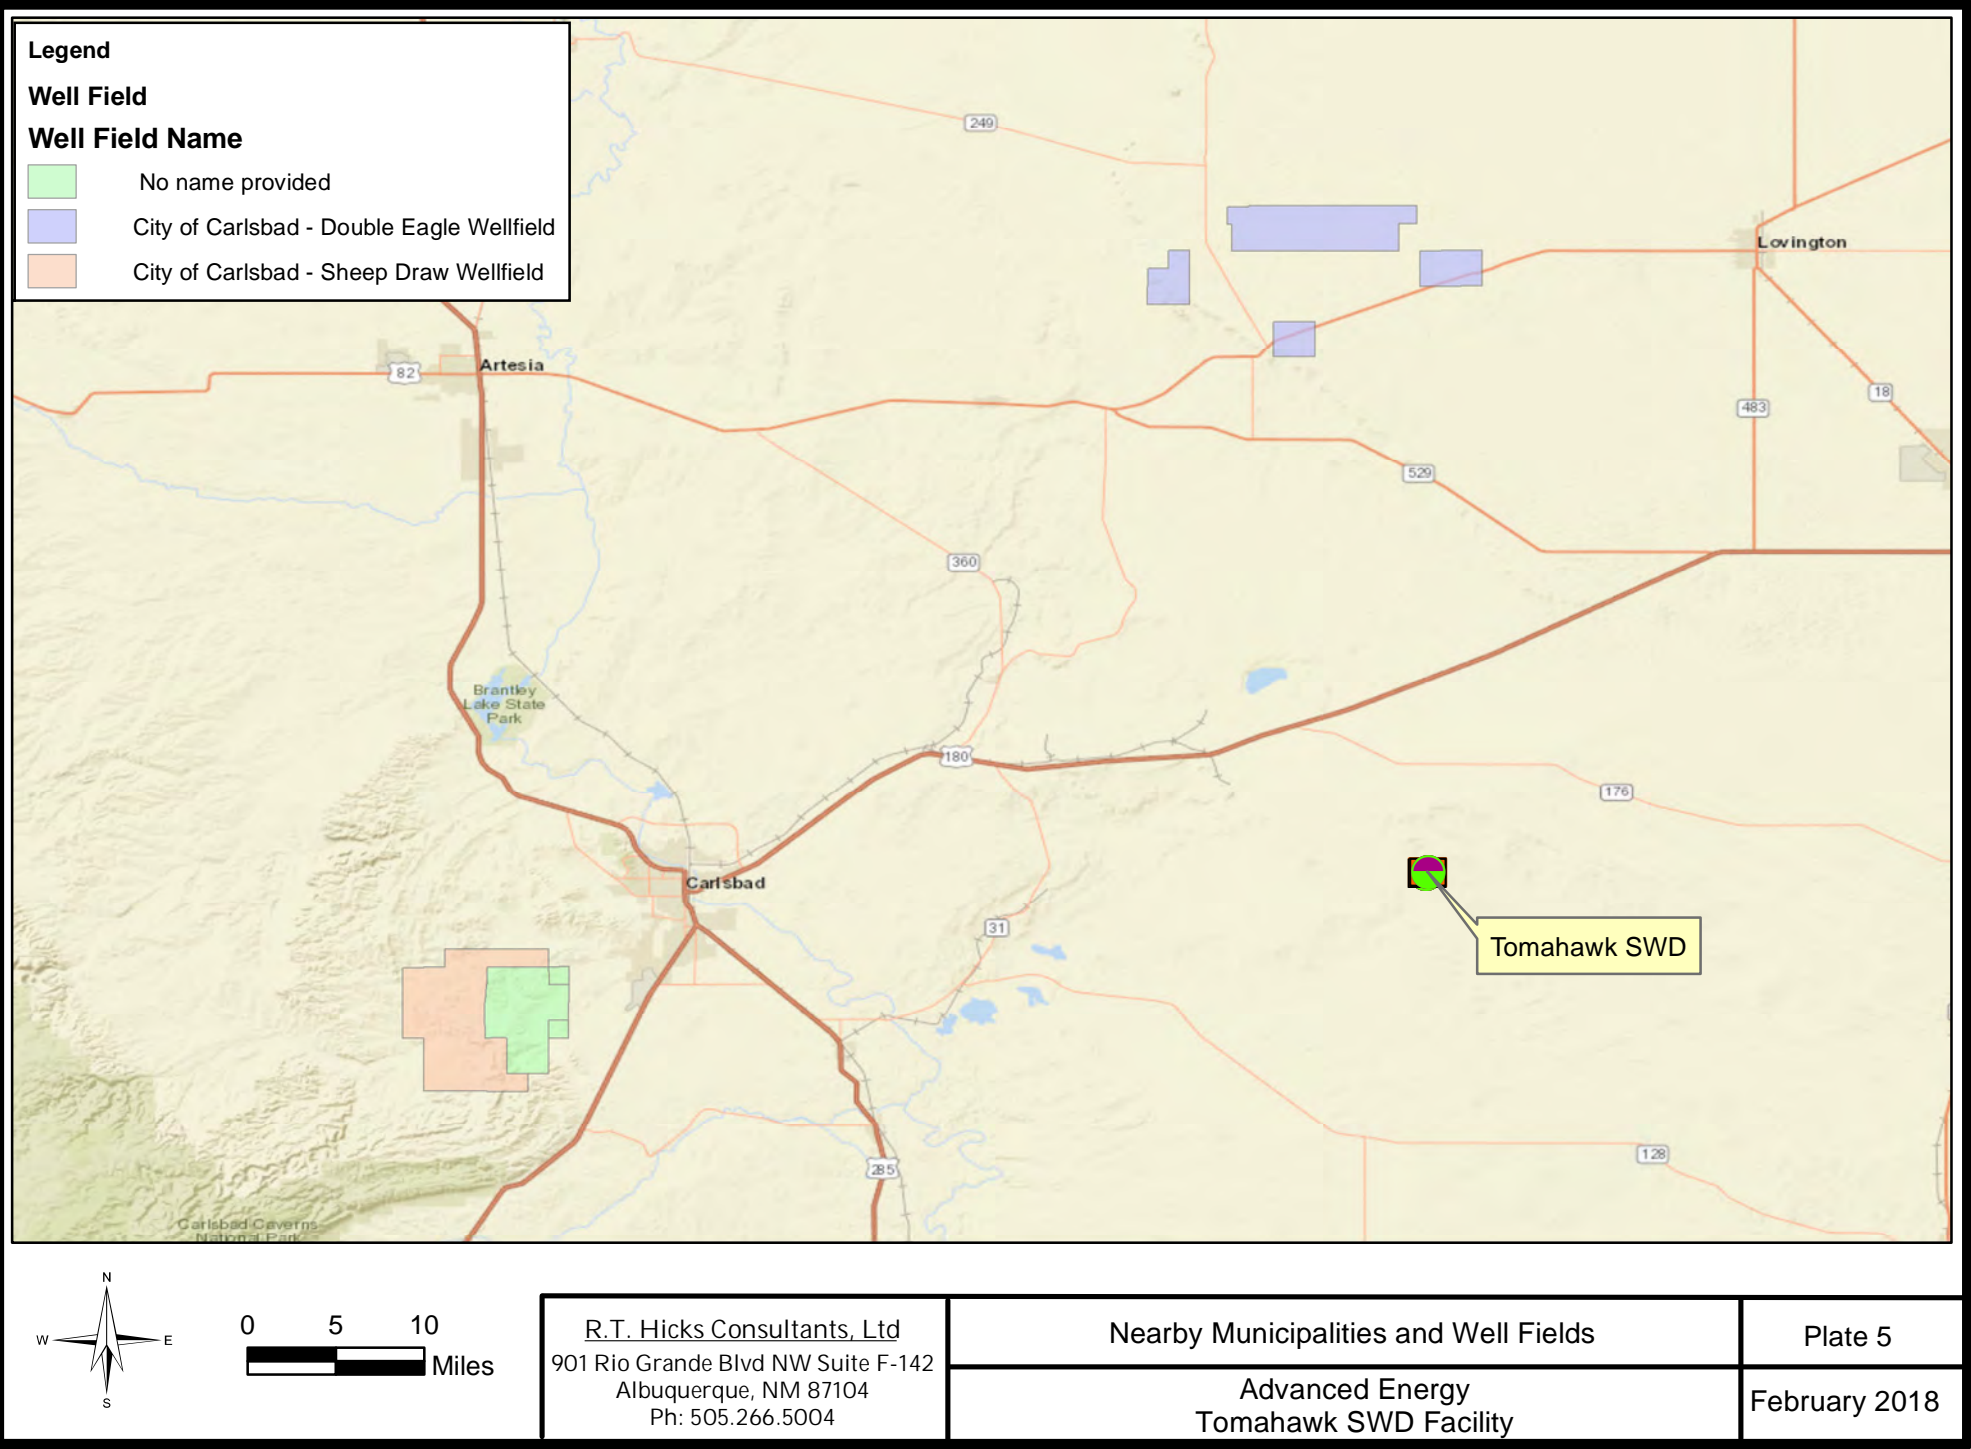 Legend
Well Field
Well Field Name
No name provided
City of Carlsbad - Double Eagle Wellfield
City of Carlsbad - Sheep Draw Wellfield
249
Lovington
Artesia
82
18
483
529
360
Brantley
Lake State
Park
180
176
Carlsbad
31
Tomahawk SWD
128
285
Carlsbad Caverns
National Park
N
W
E
S
0 5 10
Miles
R.T. Hicks Consultants, Ltd
901 Rio Grande Blvd NW Suite F-142
Albuquerque, NM 87104
Ph: 505.266.5004
Nearby Municipalities and Well Fields
Advanced Energy
Tomahawk SWD Facility
Plate 5
February 2018